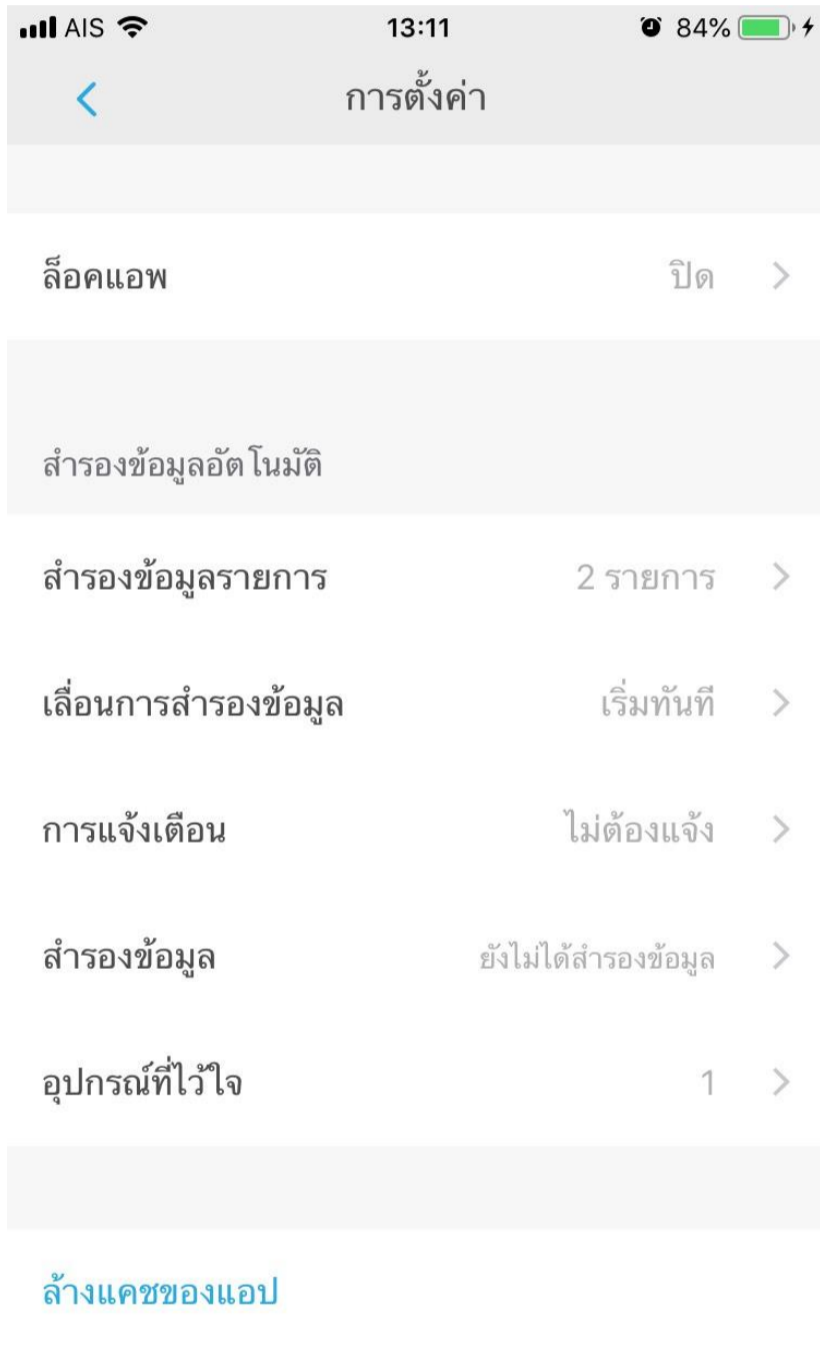 AIS 13:11 84%
การตั้งค่า
ล็อคแอพ ปิด
สำรองข้อมูลอัตโนมัติ
สำรองข้อมูลรายการ 2 รายการ
เลื่อนการสำรองข้อมูล เริ่มทันที
การแจ้งเตือน ไม่ต้องแจ้ง
สำรองข้อมูล ยังไม่ได้สำรองข้อมูล
อุปกรณ์ที่ไว้ใจ 1
ล้างแคชของแอป